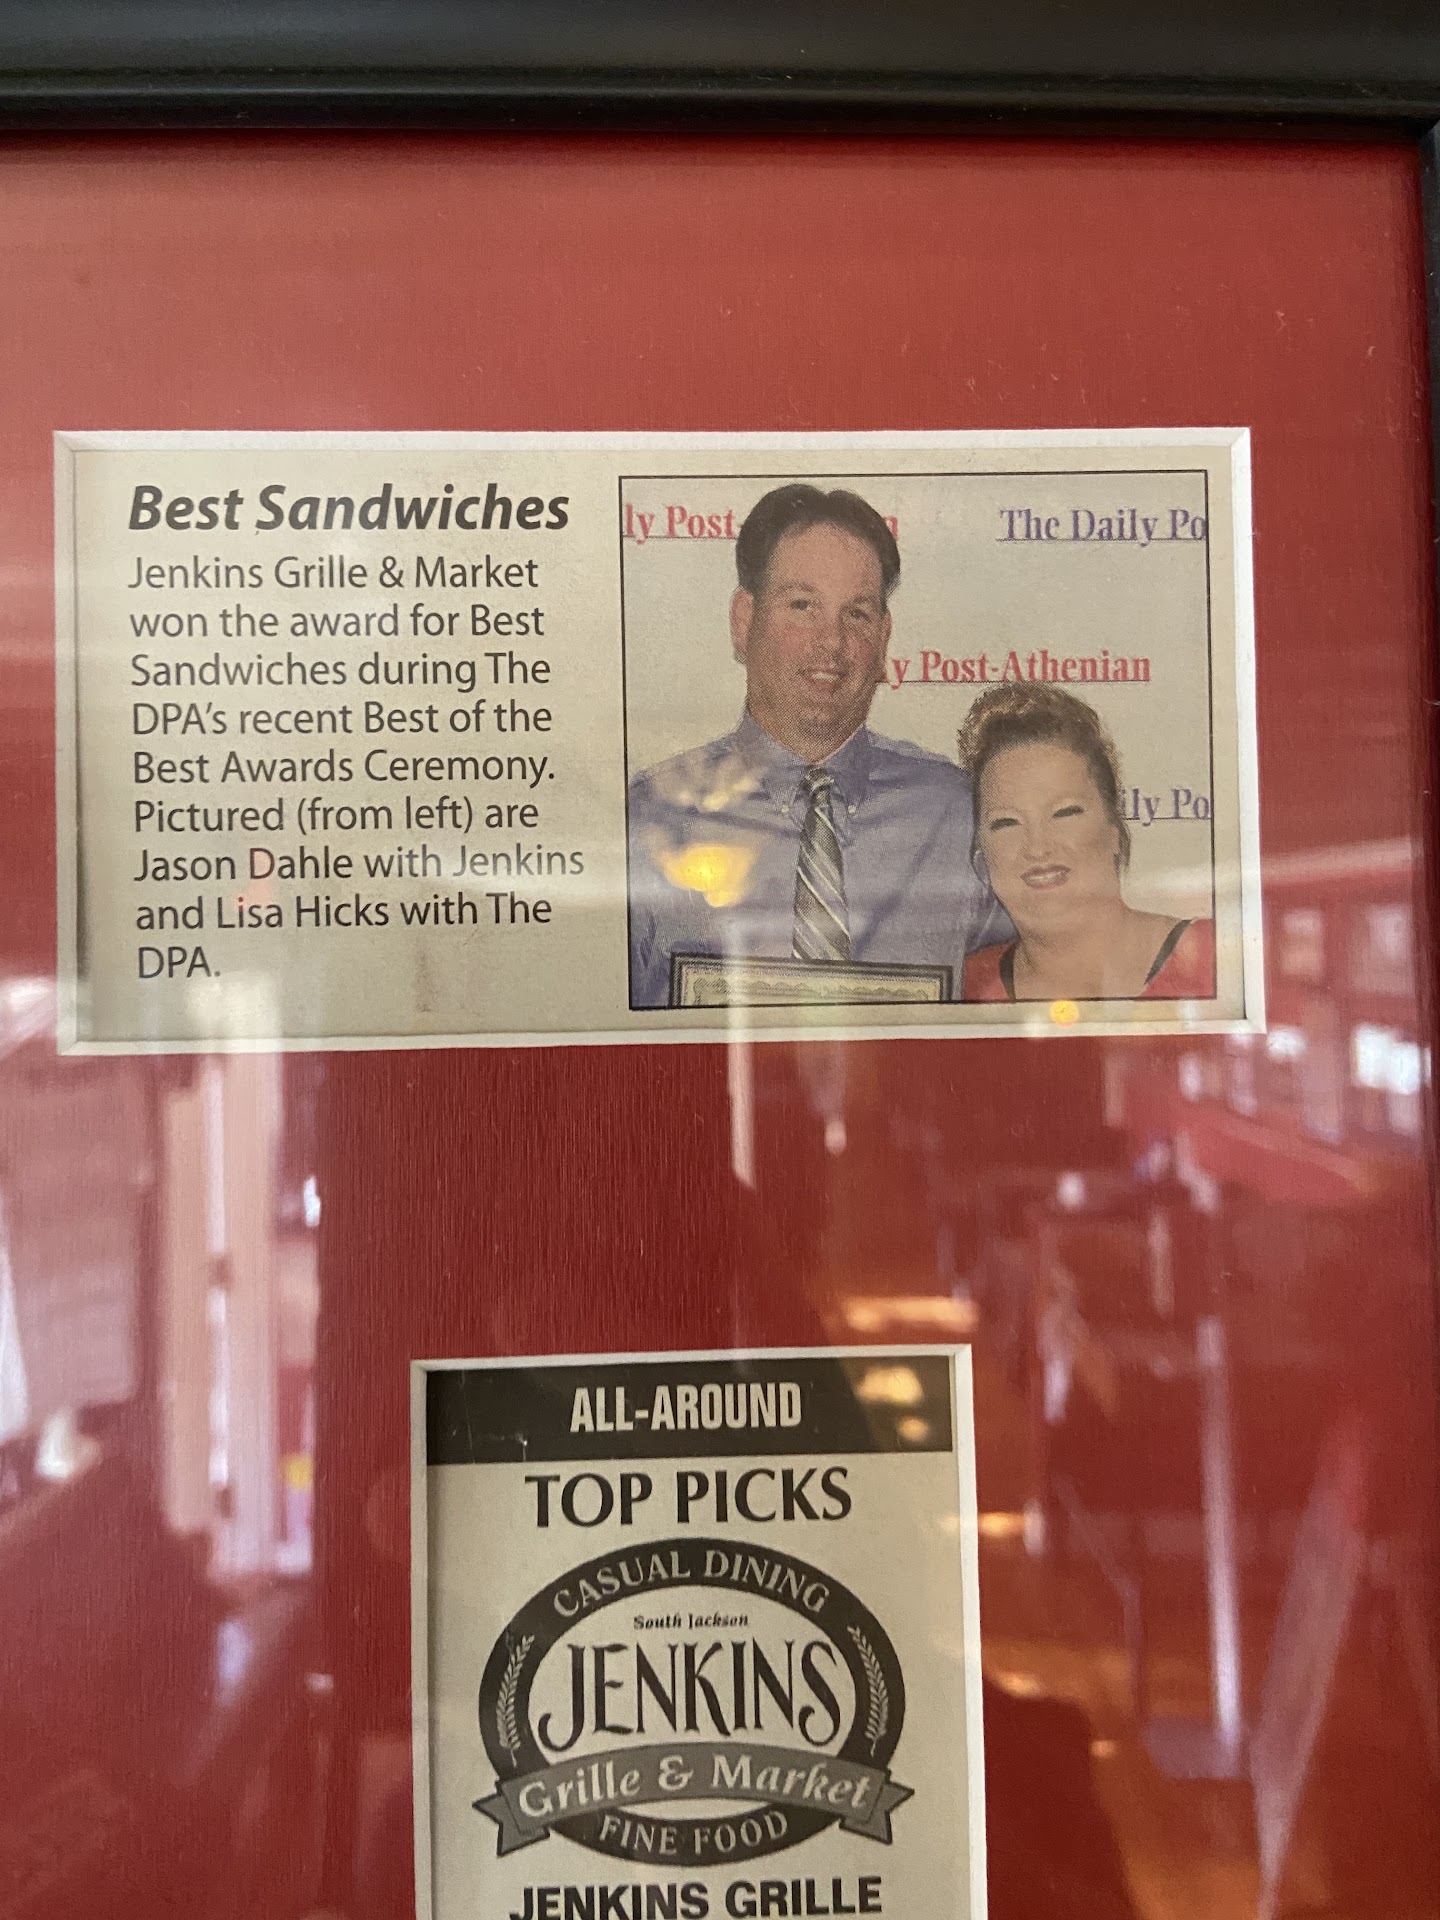 Best Sandwiches
Jenkins Grille & Market
won the award for Best
Sandwiches during The
DPA's recent Best of the
Best Awards Ceremony.
Pictured (from left) are
Jason Dahle with Jenkins
and Lisa Hicks with The
DPA.
ly Post- n
The Daily Po
y Post-Athenian
ily Po
ALL-AROUND
TOP PICKS
CASUAL DINING
South Jackson
JENKINS
Grille & Market
FINE FOOD
JENKINS GRILLE